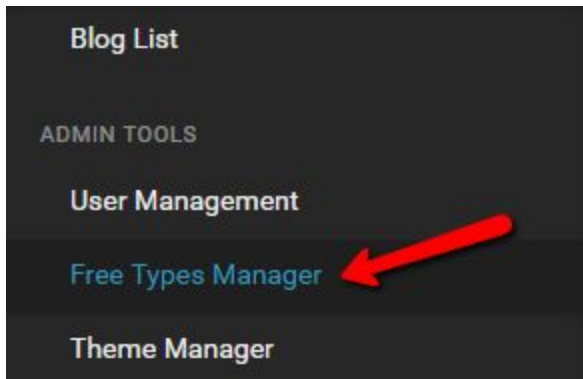 Blog List
ADMIN TOOLS
User Management
Free Types Manager
Theme Manager